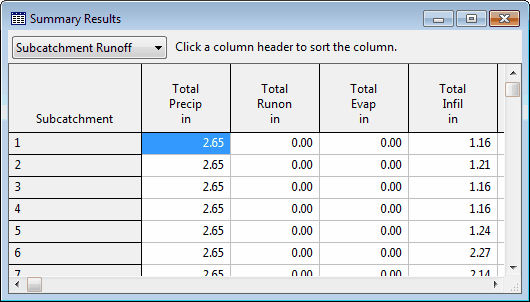 Summary Results
Subcatchment Runoff Click a column header to sort the column.
Subcatchment Total Precip in Total Runon in Total Evap in Total Infil in
1 2.65 0.00 0.00 1.16
2 2.65 0.00 0.00 1.21
3 2.65 0.00 0.00 1.16
4 2.65 0.00 0.00 1.16
5 2.65 0.00 0.00 1.24
6 2.65 0.00 0.00 2.27
7 2.65 0.00 0.00 2.14